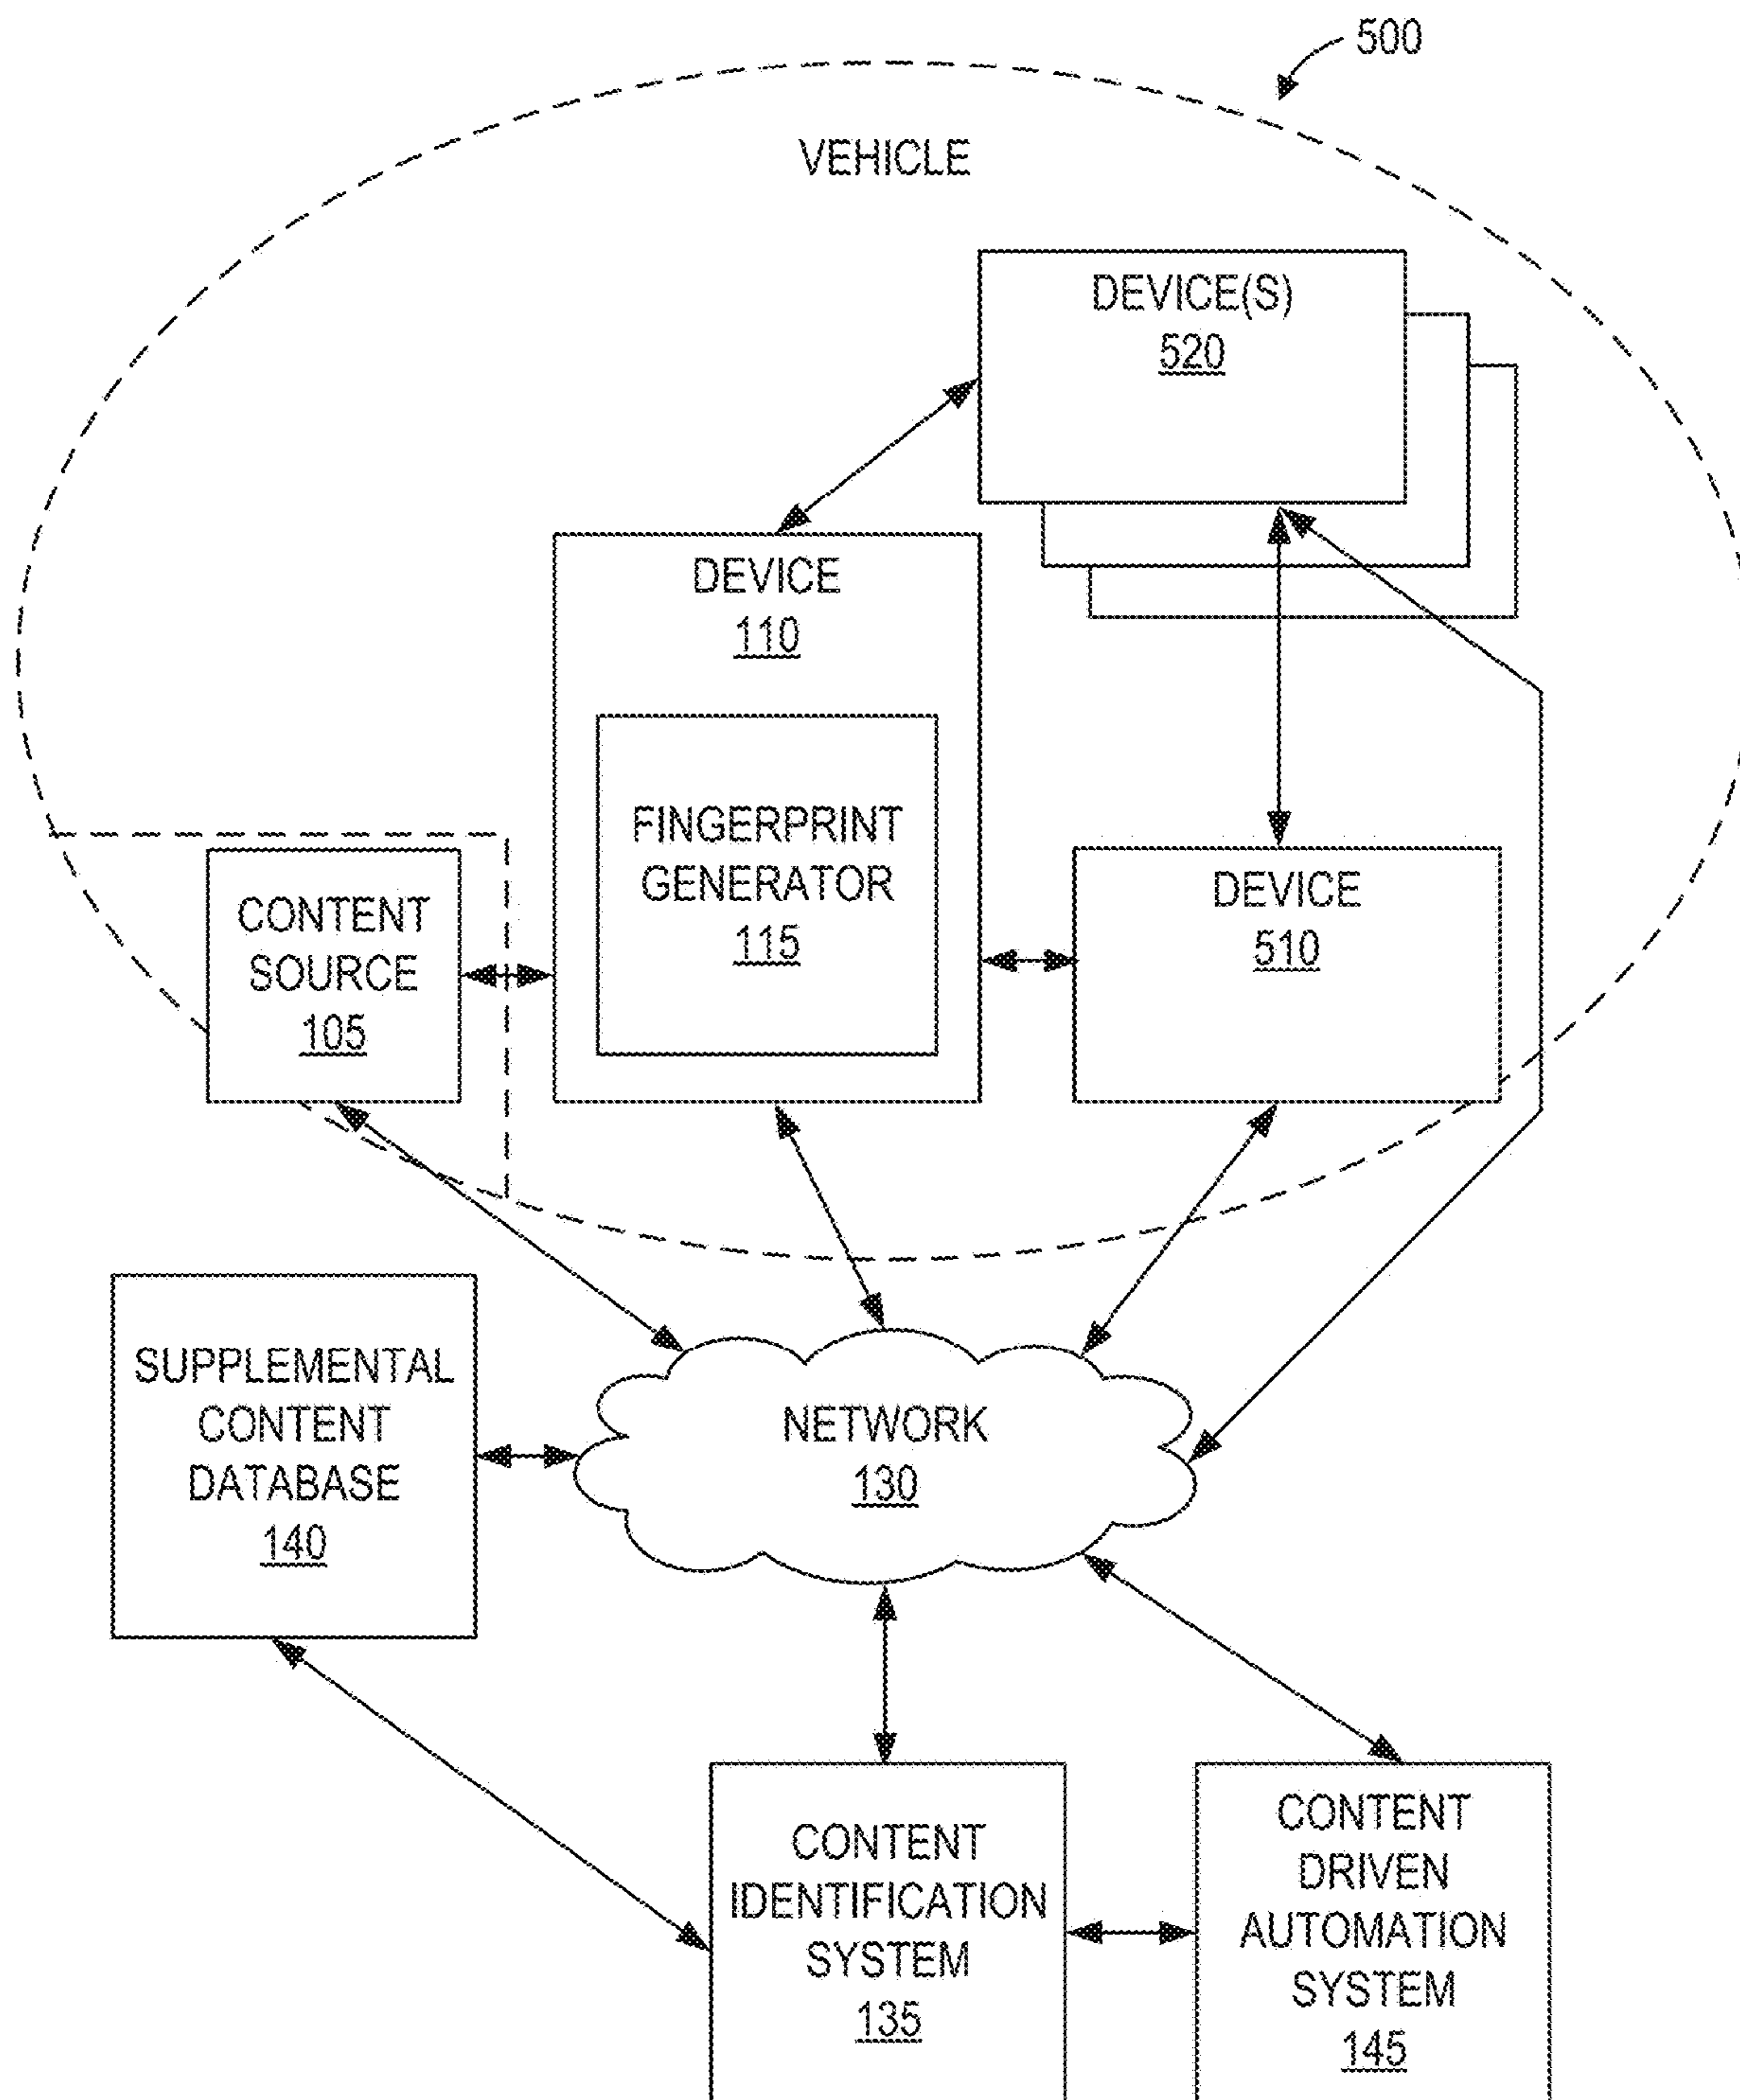 500
VEHICLE
DEVICE(S)
520
DEVICE
110
FINGERPRINT
GENERATOR
115
DEVICE
510
CONTENT
SOURCE
105
SUPPLEMENTAL
CONTENT
DATABASE
140
NETWORK
130
CONTENT
IDENTIFICATION
SYSTEM
135
CONTENT
DRIVEN
AUTOMATION
SYSTEM
145